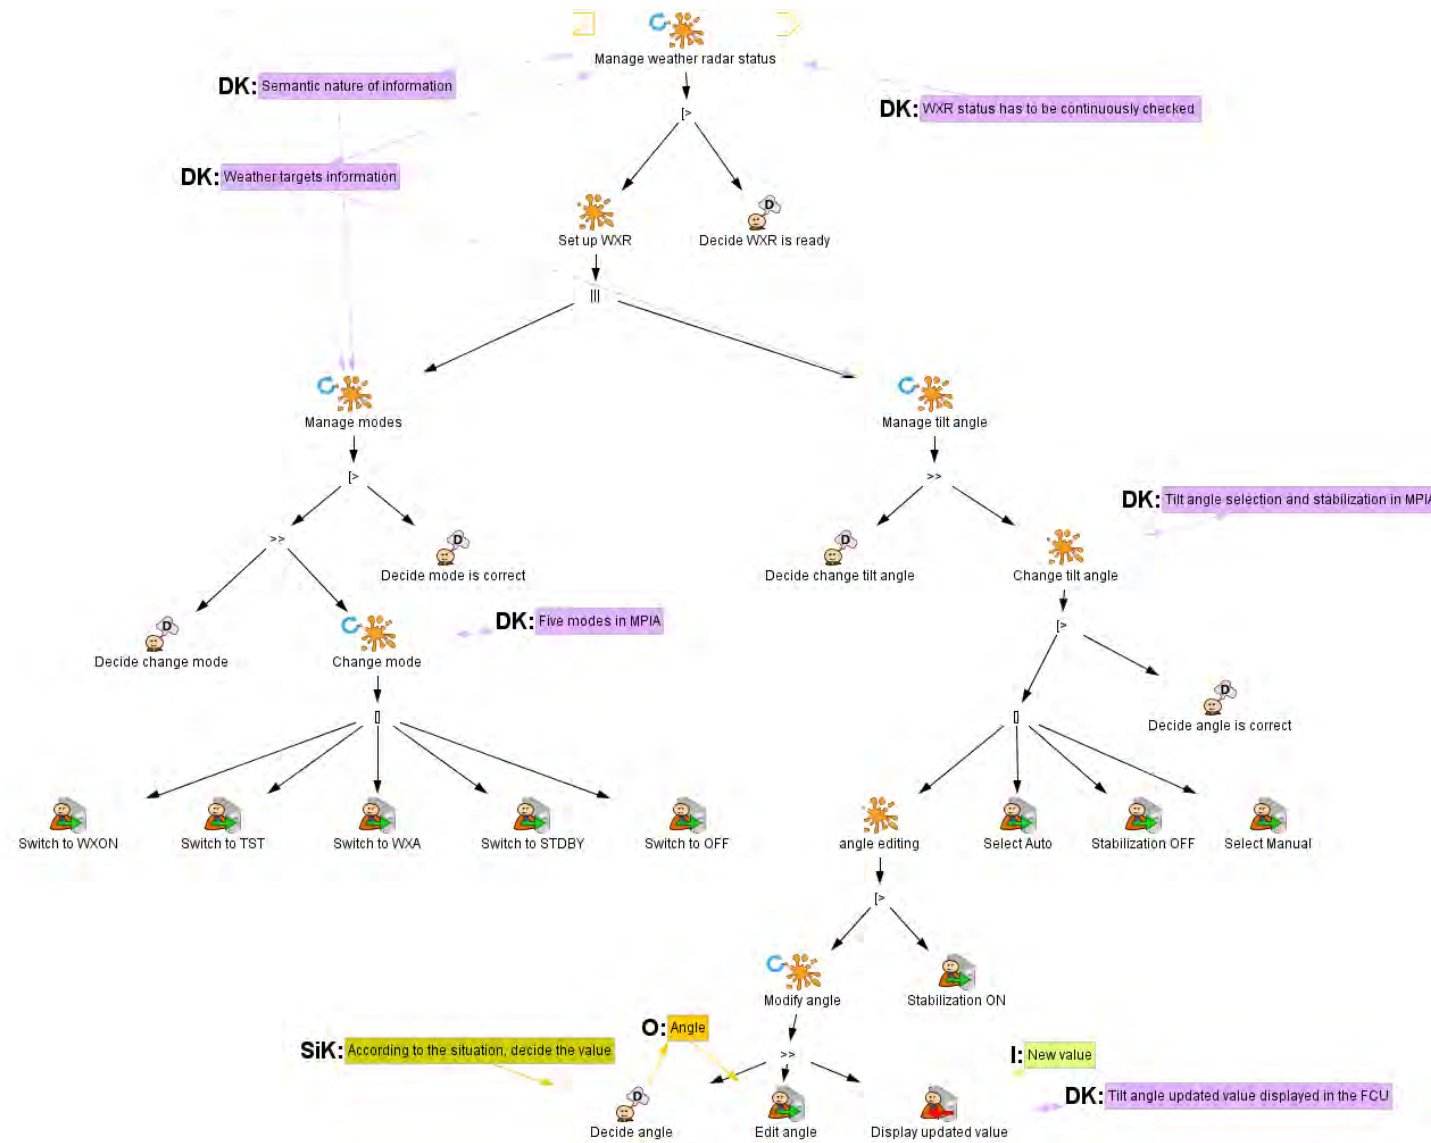 Manage weather radar status
DK: Semantic nature of information
DK: WXR status has to be continuously checked
[>
DK: Weather targets information
D
Set up WXR
Decide WXR is ready
|||
Manage modes
Manage tilt angle
[>
>>
DK: Tilt angle selection and stabilization in MPIA
>>
D
D
Decide mode is correct
Decide change tilt angle
Change tilt angle
DK: Five modes in MPIA
[>
D
Decide change mode
Change mode
D
[]
[]
Decide angle is correct
Switch to WXON
Switch to TST
Switch to WXA
Switch to STDBY
Switch to OFF
angle editing
Select Auto
Stabilization OFF
Select Manual
[>
Modify angle
Stabilization ON
O: Angle
SiK: According to the situation, decide the value
>>
I: New value
D
DK: Tilt angle updated value displayed in the FCU
Decide angle
Edit angle
Display updated value